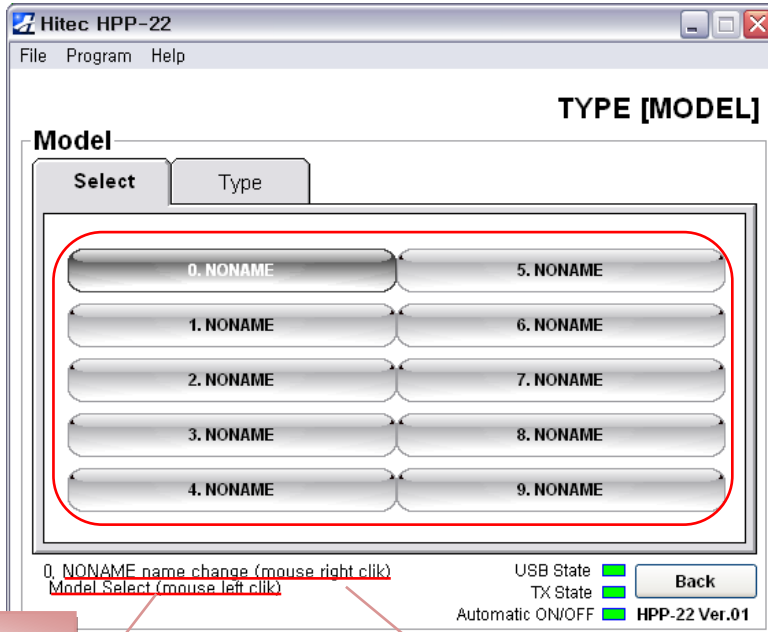 Hitec HPP-22
File Program Help
TYPE [MODEL]
Model
Select Type
0. NONAME 5. NONAME
1. NONAME 6. NONAME
2. NONAME 7. NONAME
3. NONAME 8. NONAME
4. NONAME 9. NONAME
0. NONAME name change (mouse right clik)
Model Select (mouse left clik)
USB State
TX State
Automatic ON/OFF
Back
HPP-22 Ver.01